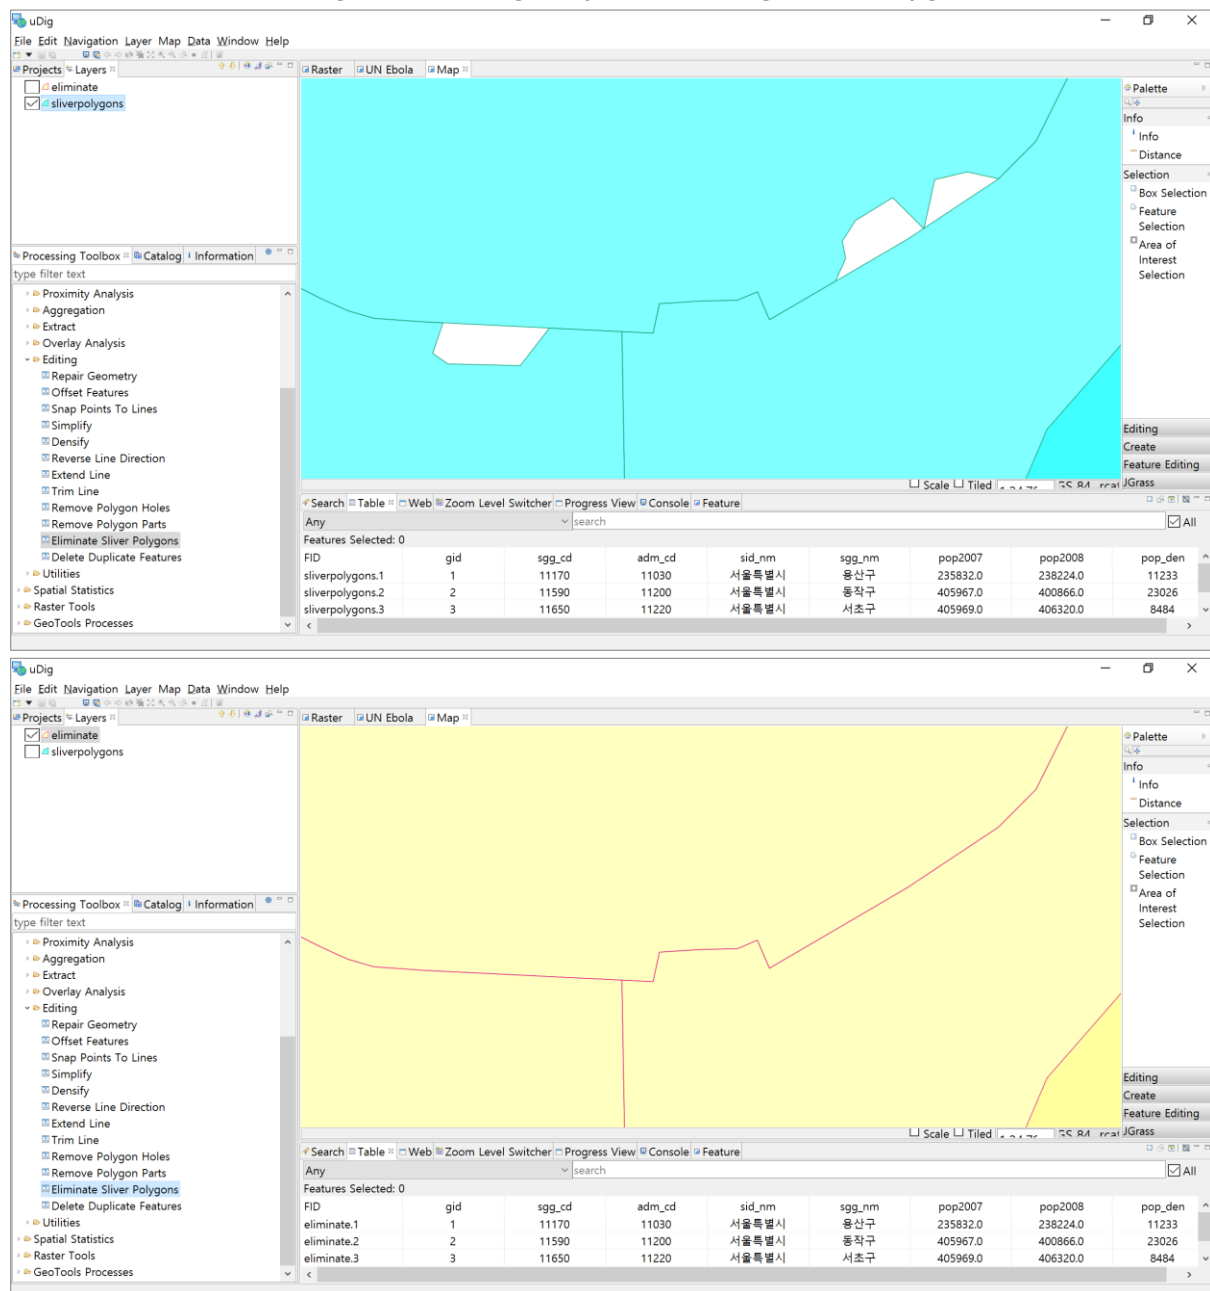 uDig
File Edit Navigation Layer Map Data Window Help
Projects Layers
Raster UN Ebola Map
eliminate
sliverpolygons
Palette
Info
Info
Distance
Selection
Box Selection
Feature
Selection
Area of
Interest
Selection
Processing Toolbox Catalog Information
type filter text
Proximity Analysis
Aggregation
Extract
Overlay Analysis
Editing
Repair Geometry
Offset Features
Snap Points To Lines
Simplify
Densify
Reverse Line Direction
Extend Line
Trim Line
Remove Polygon Holes
Remove Polygon Parts
Eliminate Sliver Polygons
Delete Duplicate Features
Utilities
Spatial Statistics
Raster Tools
GeoTools Processes
Editing
Create
Feature Editing
JGrass
Scale Tiled
Search Table Web Zoom Level Switcher Progress View Console Feature
Any search All
Features Selected: 0
FID gid sgg_cd adm_cd sid_nm sgg_nm pop2007 pop2008 pop_den
sliverpolygons.1 1 11170 11030 서울특별시 용산구 235832.0 238224.0 11233
sliverpolygons.2 2 11590 11200 서울특별시 동작구 405967.0 400866.0 23026
sliverpolygons.3 3 11650 11220 서울특별시 서초구 405969.0 406320.0 8484
uDig
File Edit Navigation Layer Map Data Window Help
Projects Layers
Raster UN Ebola Map
eliminate
sliverpolygons
Palette
Info
Info
Distance
Selection
Box Selection
Feature
Selection
Area of
Interest
Selection
Processing Toolbox Catalog Information
type filter text
Proximity Analysis
Aggregation
Extract
Overlay Analysis
Editing
Repair Geometry
Offset Features
Snap Points To Lines
Simplify
Densify
Reverse Line Direction
Extend Line
Trim Line
Remove Polygon Holes
Remove Polygon Parts
Eliminate Sliver Polygons
Delete Duplicate Features
Utilities
Spatial Statistics
Raster Tools
GeoTools Processes
Editing
Create
Feature Editing
JGrass
Scale Tiled
Search Table Web Zoom Level Switcher Progress View Console Feature
Any search All
Features Selected: 0
FID gid sgg_cd adm_cd sid_nm sgg_nm pop2007 pop2008 pop_den
eliminate.1 1 11170 11030 서울특별시 용산구 235832.0 238224.0 11233
eliminate.2 2 11590 11200 서울특별시 동작구 405967.0 400866.0 23026
eliminate.3 3 11650 11220 서울특별시 서초구 405969.0 406320.0 8484